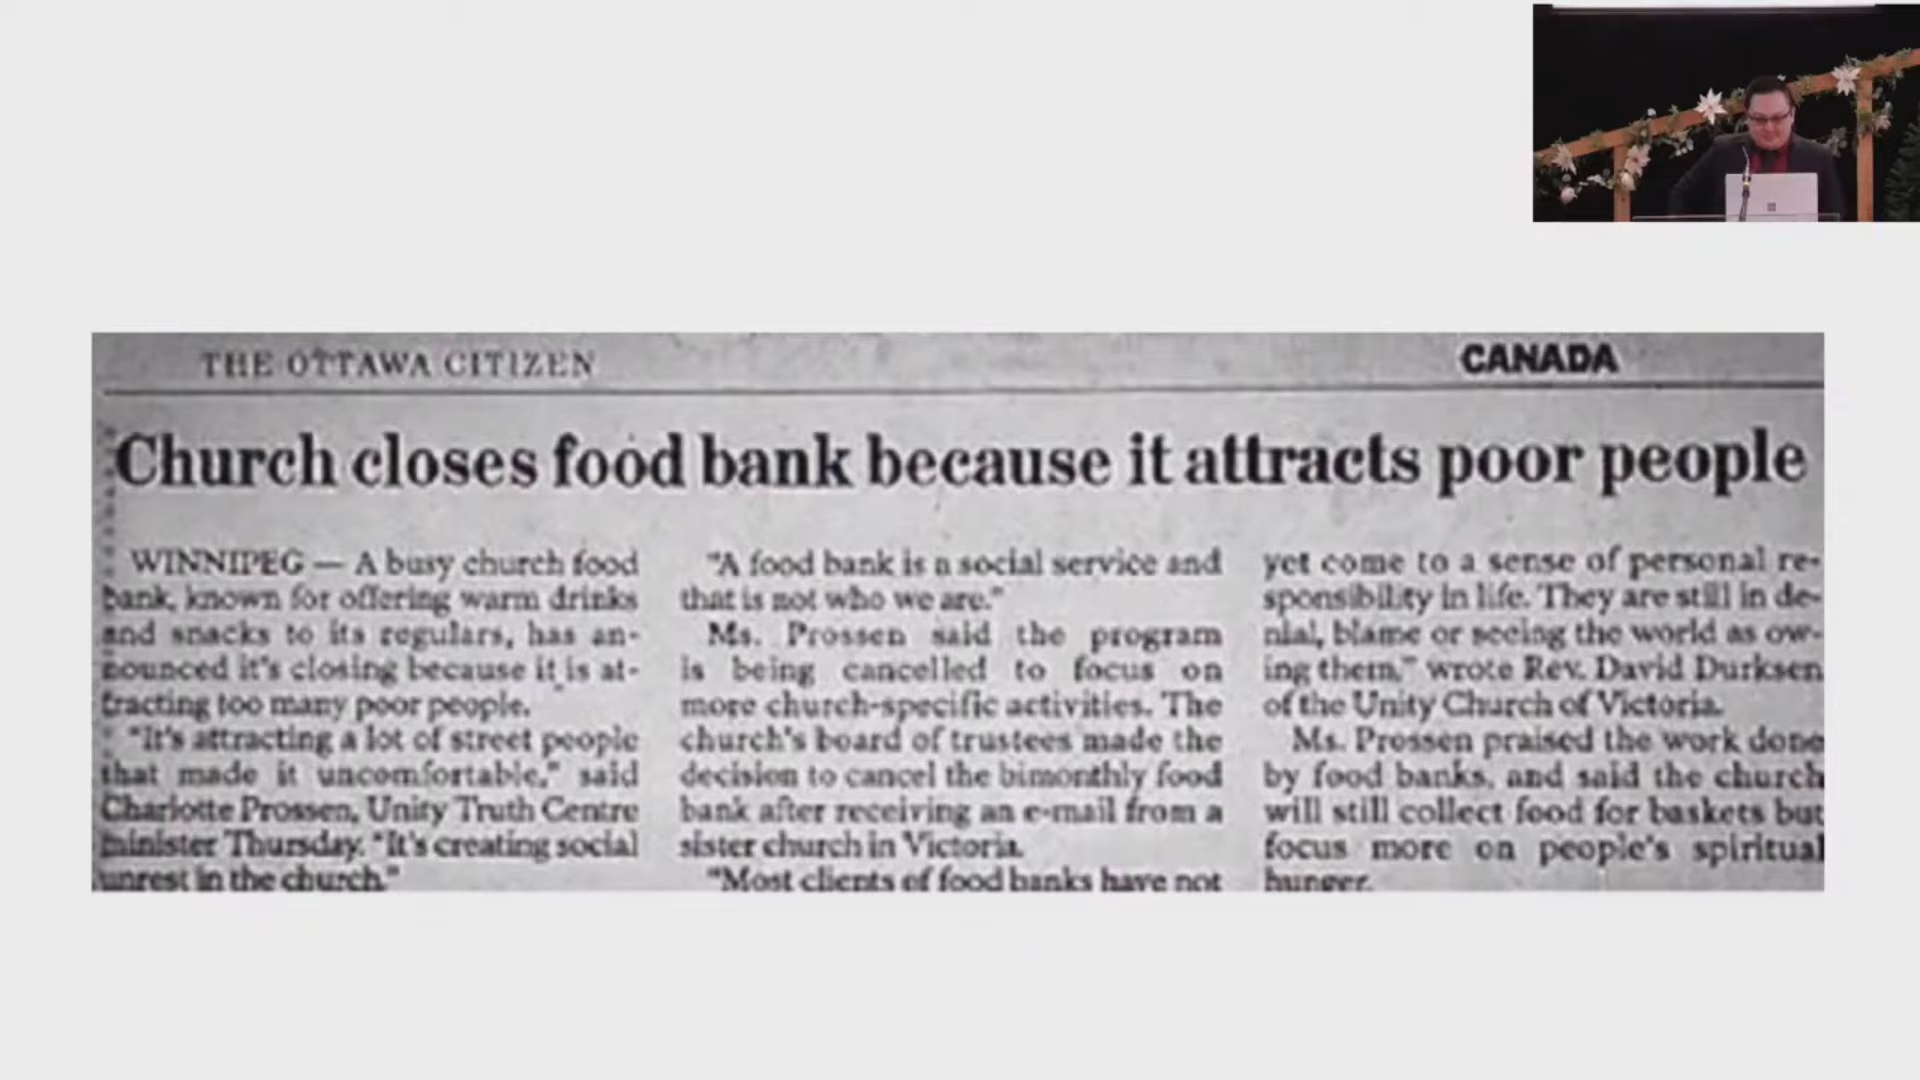 THE OTTAWA CITIZEN
CANADA
Church closes food bank because it attracts poor people
WINNIPEG — A busy church food
bank, known for offering warm drinks
and snacks to its regulars, has an-
nounced it's closing because it is at-
tracting too many poor people.
"It's attracting a lot of street people
that made it uncomfortable," said
Charlotte Prossen, Unity Truth Centre
minister Thursday. "It's creating social
unrest in the church."
"A food bank is a social service and
that is not who we are."
Ms. Prossen said the program
is being cancelled to focus on
more church-specific activities. The
church's board of trustees made the
decision to cancel the bimonthly food
bank after receiving an e-mail from a
sister church in Victoria.
"Most clients of food banks have not
yet come to a sense of personal re-
sponsibility in life. They are still in de-
nial, blame or seeing the world as ow-
ing them," wrote Rev. David Durksen
of the Unity Church of Victoria.
Ms. Prossen praised the work done
by food banks, and said the church
will still collect food for baskets but
focus more on people's spiritual
hunger.